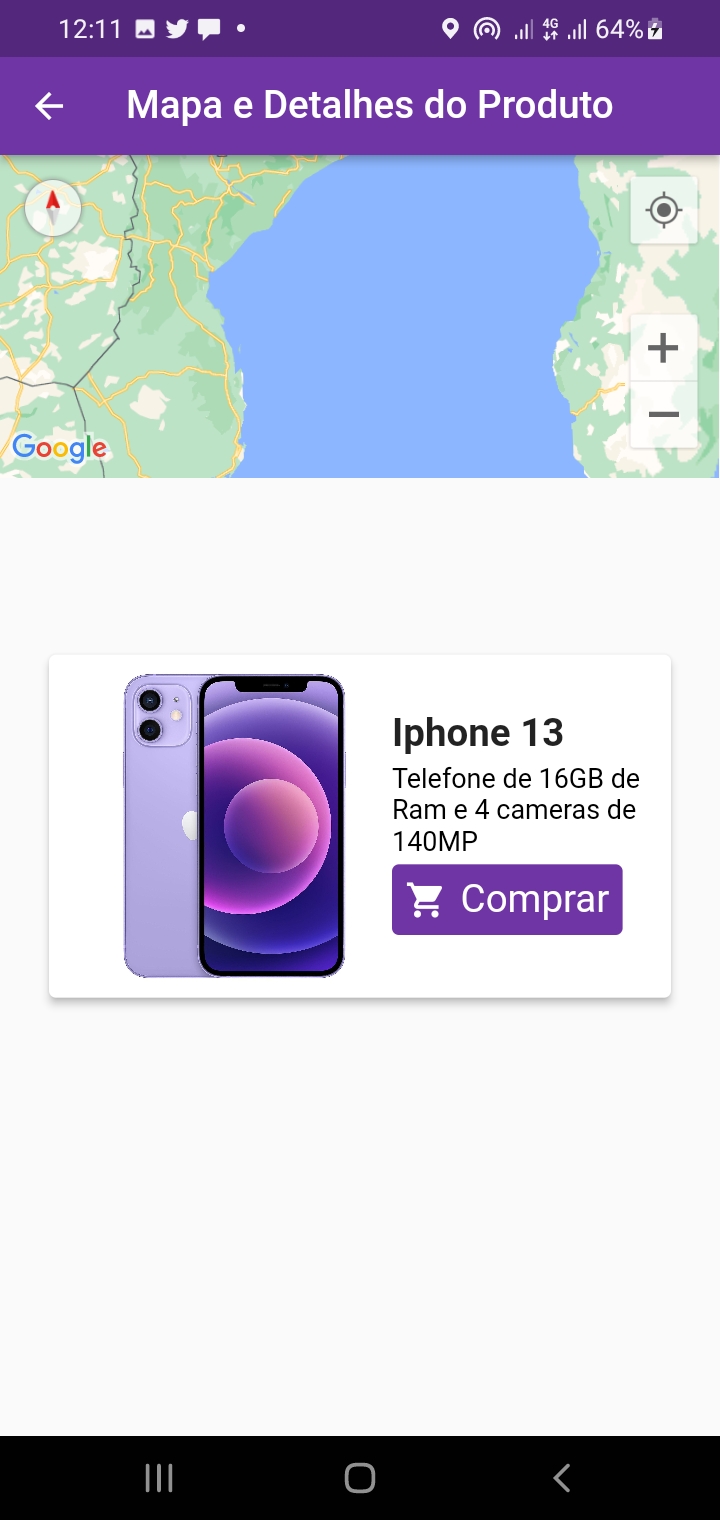 12:11 4G 64%
Mapa e Detalhes do Produto
Google
Iphone 13
Telefone de 16GB de
Ram e 4 cameras de
140MP
Comprar